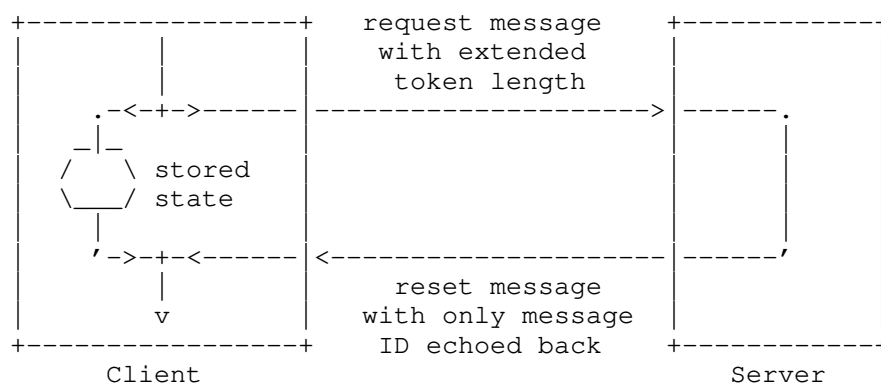 request message
with extended
token length
stored
state
reset message
with only message
v
ID echoed back
Client
Server